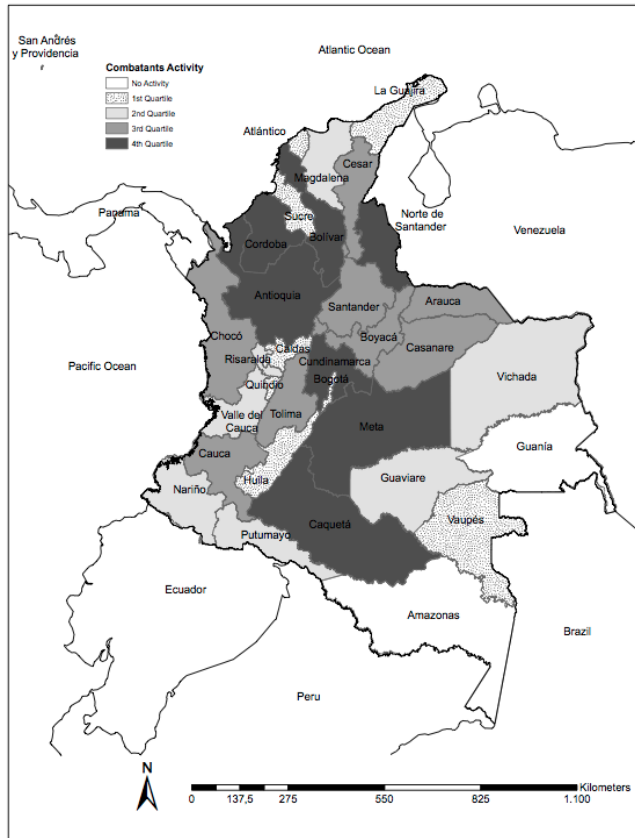 San Andrés
y Providencia
Atlantic Ocean
Combatants Activity
No Activity
1st Quartile
2nd Quartile
3rd Quartile
4th Quartile
La Guajira
Atlántico
Magdalena
Cesar
Panama
Sucre
Norte de
Santander
Bolívar
Venezuela
Cordoba
Antioquia
Santander
Arauca
Chocó
Boyacá
Casanare
Caldas
Risaralda
Cundinamarca
Pacific Ocean
Quindio
Bogotá
Vichada
Valle del
Cauca
Tolima
Meta
Guanía
Cauca
Huila
Guaviare
Nariño
Vaupés
Caquetá
Putumayo
Ecuador
Amazonas
Brazil
Peru
N
Kilometers
0 137,5 275 550 825 1.100